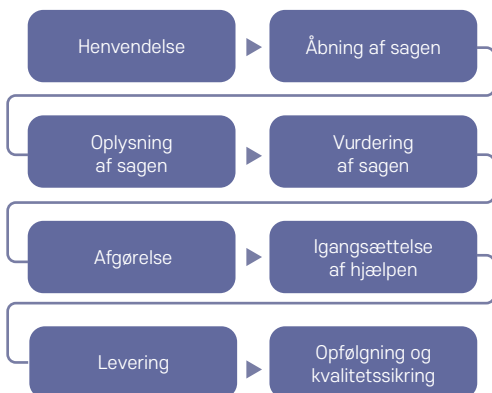 Henvendelse
Åbning af sagen
Oplysning
af sagen
Vurdering
af sagen
Afgørelse
Igangsættelse
af hjælpen
Levering
Opfølgning og
kvalitetssikring